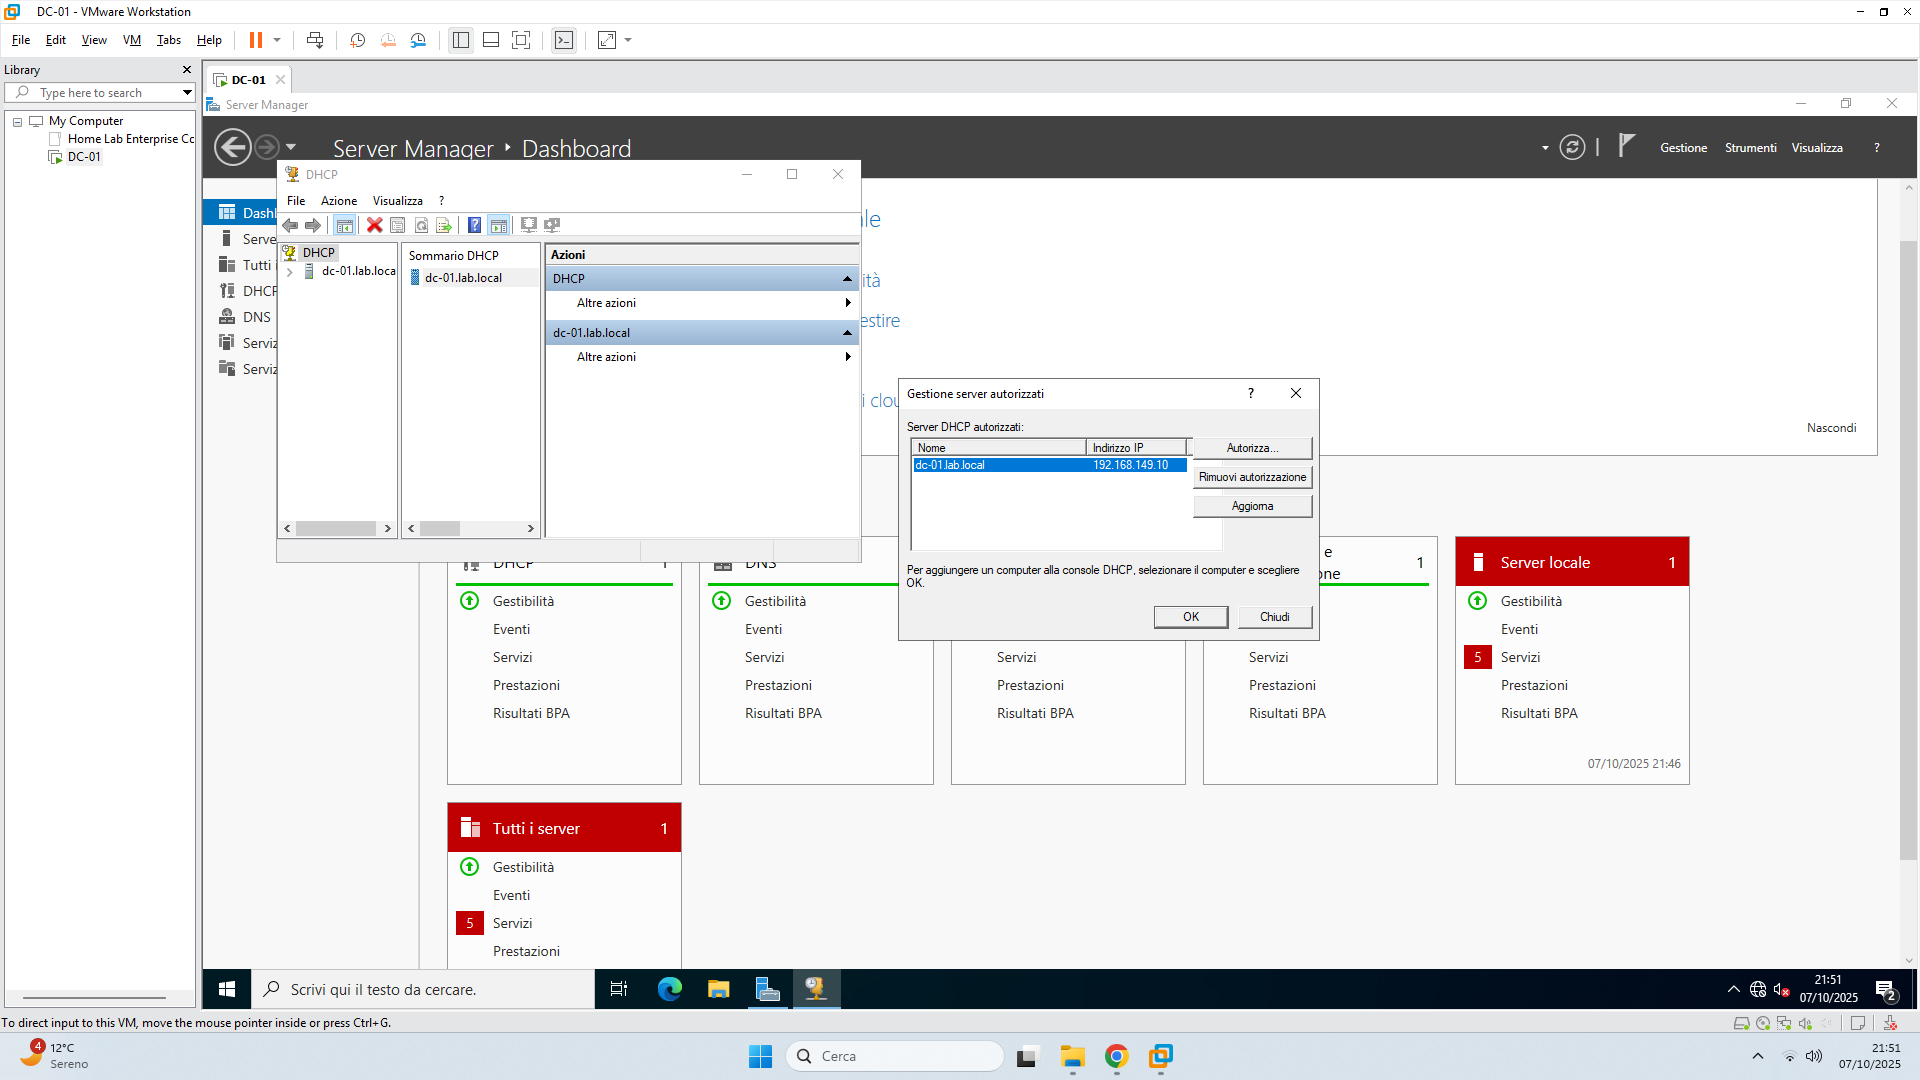 DC-01 - VMware Workstation
File Edit View VM Tabs Help
Library
Type here to search
My Computer
Home Lab Enterprise Cc
DC-01
DC-01
Server Manager
Server Manager Dashboard
Gestione Strumenti Visualizza ?
Dashb
Serve
Tutti i
DHCP
DNS
Serviz
Serviz
DHCP
File Azione Visualizza ?
DHCP
dc-01.lab.loca
Sommario DHCP
dc-01.lab.local
Azioni
DHCP
Altre azioni
dc-01.lab.local
Altre azioni
le
ità
estire
i clou
Nascondi
Gestione server autorizzati
?
Server DHCP autorizzati:
Nome Indirizzo IP
dc-01.lab.local 192.168.149.10
Autorizza...
Rimuovi autorizzazione
Aggiorna
Per aggiungere un computer alla console DHCP, selezionare il computer e scegliere
OK.
OK Chiudi
DHCP 1
Gestibilità
Eventi
Servizi
Prestazioni
Risultati BPA
DNS
Gestibilità
Eventi
Servizi
Prestazioni
Risultati BPA
Servizi
Prestazioni
Risultati BPA
e
one
1
Servizi
Prestazioni
Risultati BPA
Server locale 1
Gestibilità
Eventi
5 Servizi
Prestazioni
Risultati BPA
07/10/2025 21:46
Tutti i server 1
Gestibilità
Eventi
5 Servizi
Prestazioni
Scrivi qui il testo da cercare.
21:51
07/10/2025
2
To direct input to this VM, move the mouse pointer inside or press Ctrl+G.
4
12°C
Sereno
Cerca
21:51
07/10/2025